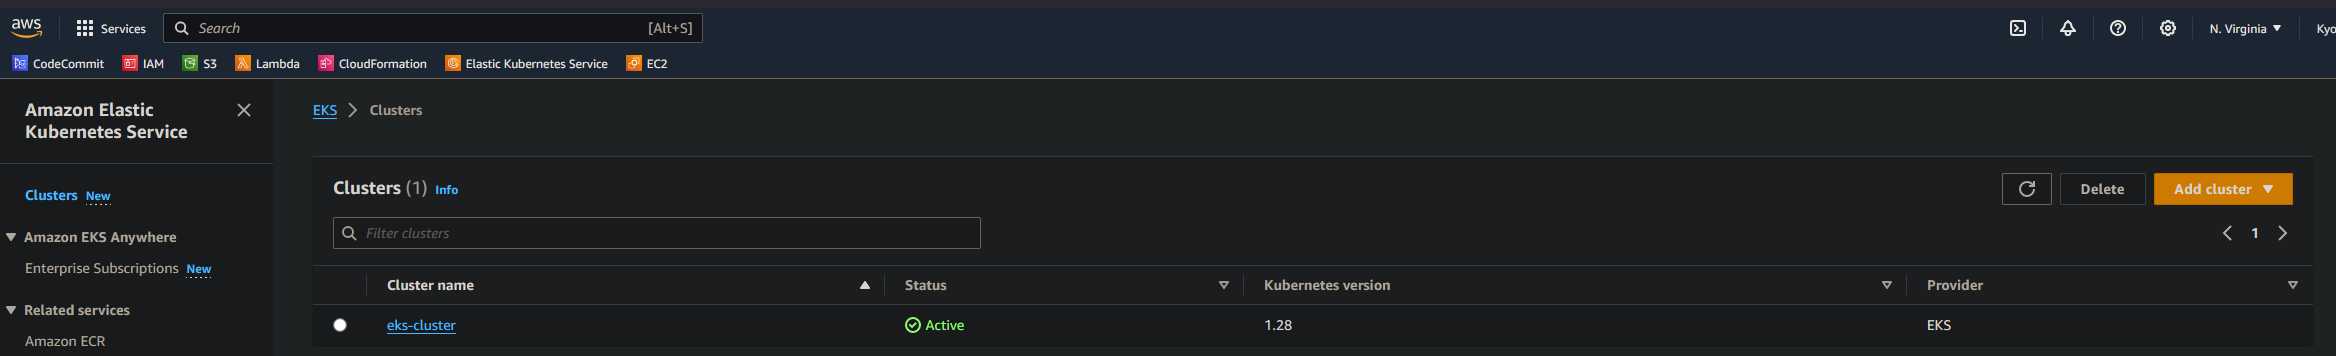 aws Services Search [Alt+S] N. Virginia Kyo
CodeCommit IAM S3 Lambda CloudFormation Elastic Kubernetes Service EC2
Amazon Elastic
Kubernetes Service
Clusters New
Amazon EKS Anywhere
Enterprise Subscriptions New
Related services
Amazon ECR
EKS Clusters
Clusters (1) Info Delete Add cluster
Filter clusters 1
Cluster name Status Kubernetes version Provider
eks-cluster Active 1.28 EKS